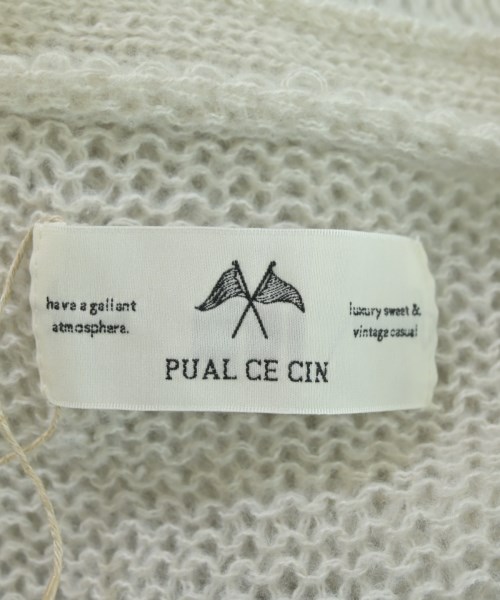 have a gallant
atmosphere.
luxury sweet &
vintage casual
PUAL CE CIN